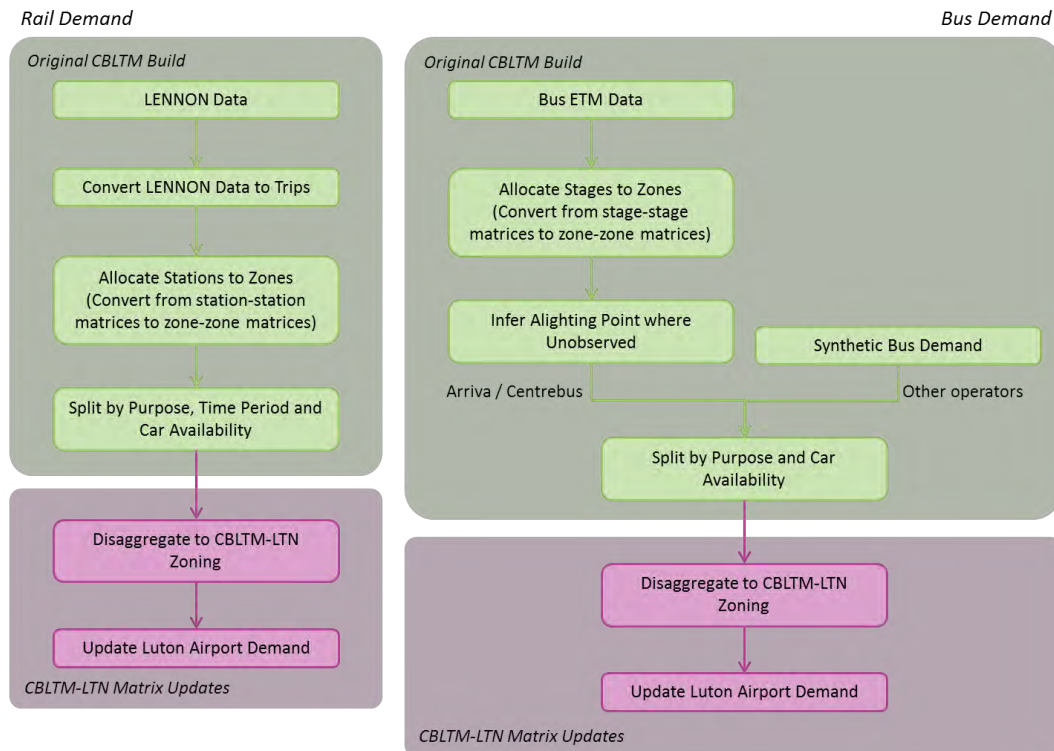 Rail Demand
Original CBLTM Build
LENNON Data
Convert LENNON Data to Trips
Allocate Stations to Zones
(Convert from station-station
matrices to zone-zone matrices)
Split by Purpose, Time Period and
Car Availability
Disaggregate to CBLTM-LTN
Zoning
Update Luton Airport Demand
CBLTM-LTN Matrix Updates
Bus Demand
Original CBLTM Build
Bus ETM Data
Allocate Stages to Zones
(Convert from stage-stage
matrices to zone-zone matrices)
Infer Alighting Point where
Unobserved
Synthetic Bus Demand
Arriva / Centrebus
Other operators
Split by Purpose and Car
Availability
Disaggregate to CBLTM-LTN
Zoning
Update Luton Airport Demand
CBLTM-LTN Matrix Updates